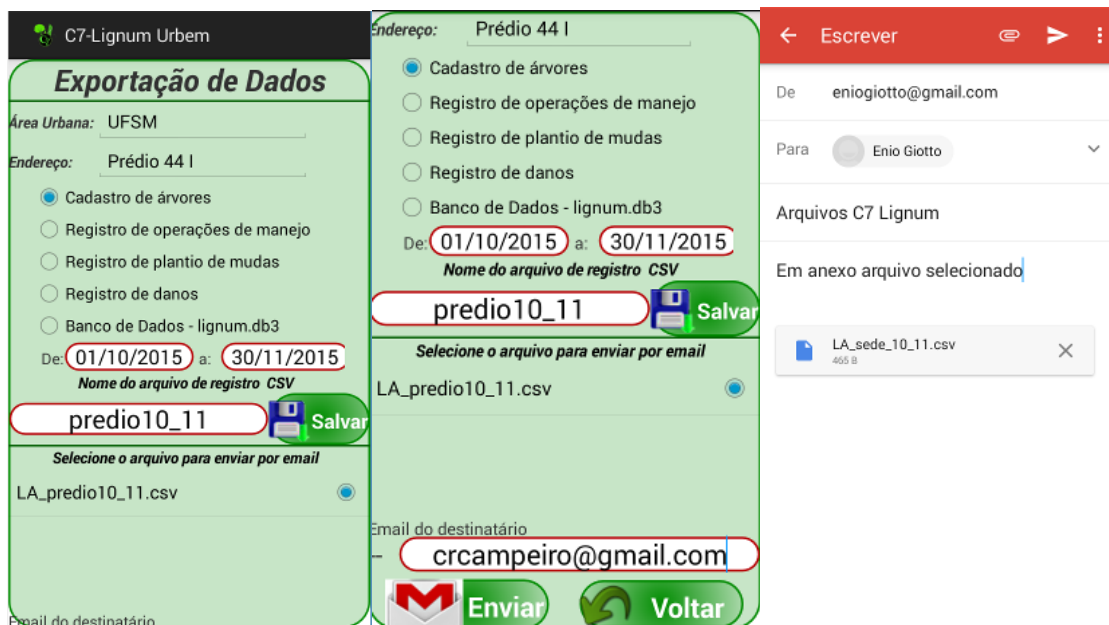 C7-Lignum Urbem
Exportação de Dados
Área Urbana: UFSM
Endereço: Prédio 44 I
Cadastro de árvores
Registro de operações de manejo
Registro de plantio de mudas
Registro de danos
Banco de Dados - lignum.db3
De: 01/10/2015 a: 30/11/2015
Nome do arquivo de registro CSV
predio10_11 Salvar
Selecione o arquivo para enviar por email
LA_predio10_11.csv
Email do destinatário
Endereço: Prédio 44 I
Cadastro de árvores
Registro de operações de manejo
Registro de plantio de mudas
Registro de danos
Banco de Dados - lignum.db3
De: 01/10/2015 a: 30/11/2015
Nome do arquivo de registro CSV
predio10_11 Salvar
Selecione o arquivo para enviar por email
LA_predio10_11.csv
Email do destinatário
crcampeiro@gmail.com
Enviar Voltar
Escrever
De eniogiotto@gmail.com
Para Enio Giotto
Arquivos C7 Lignum
Em anexo arquivo selecionado
LA_sede_10_11.csv
465 B